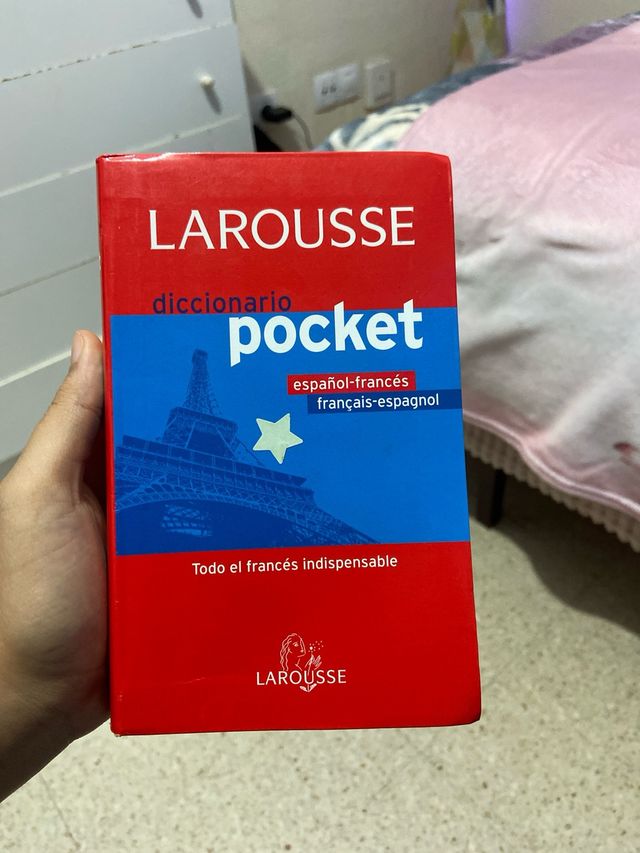 LAROUSSE
diccionario
pocket
español-francés
français-espagnol
Todo el francés indispensable
LAROUSSE